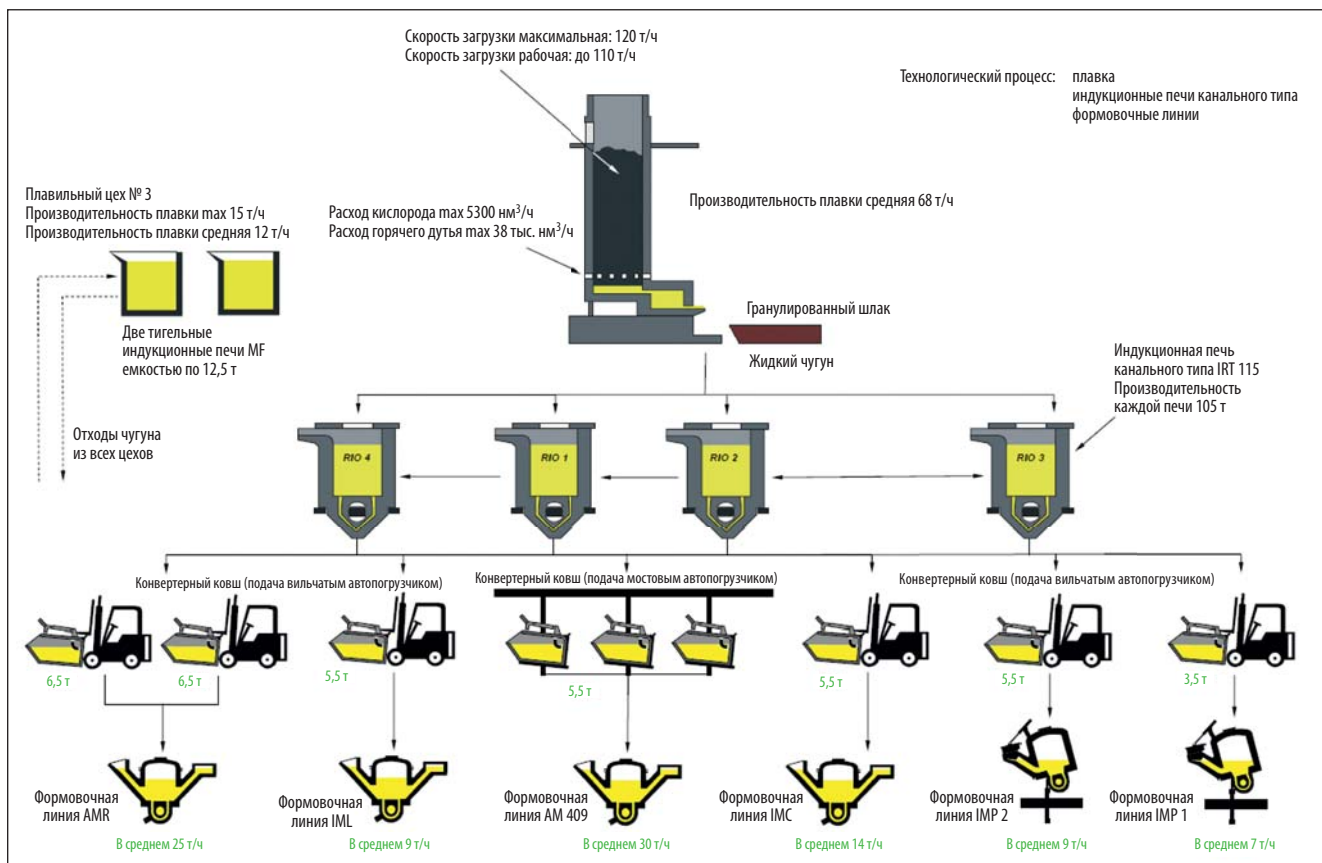 Скорость загрузки максимальная: 120 т/ч
Скорость загрузки рабочая: до 110 т/ч
Технологический процесс: плавка
индукционные печи канального типа
формовочные линии
Плавильный цех № 3
Производительность плавки max 15 т/ч
Производительность плавки средняя 12 т/ч
Расход кислорода max 5300 нм³/ч
Расход горячего дутья max 38 тыс. нм³/ч
Производительность плавки средняя 68 т/ч
Две тигельные
индукционные печи MF
емкостью по 12,5 т
Гранулированный шлак
Жидкий чугун
Индукционная печь
канального типа IRT 115
Производительность
каждой печи 105 т
Отходы чугуна
из всех цехов
RIO 4
RIO 1
RIO 2
RIO 3
Конвертерный ковш (подача вильчатым автопогрузчиком)
Конвертерный ковш (подача мостовым автопогрузчиком)
Конвертерный ковш (подача вильчатым автопогрузчиком)
6,5 т
6,5 т
5,5 т
5,5 т
5,5 т
5,5 т
3,5 т
Формовочная
линия AMR
Формовочная
линия IML
Формовочная
линия AM 409
Формовочная
линия IMC
Формовочная
линия IMP 2
Формовочная
линия IMP 1
В среднем 25 т/ч
В среднем 9 т/ч
В среднем 30 т/ч
В среднем 14 т/ч
В среднем 9 т/ч
В среднем 7 т/ч